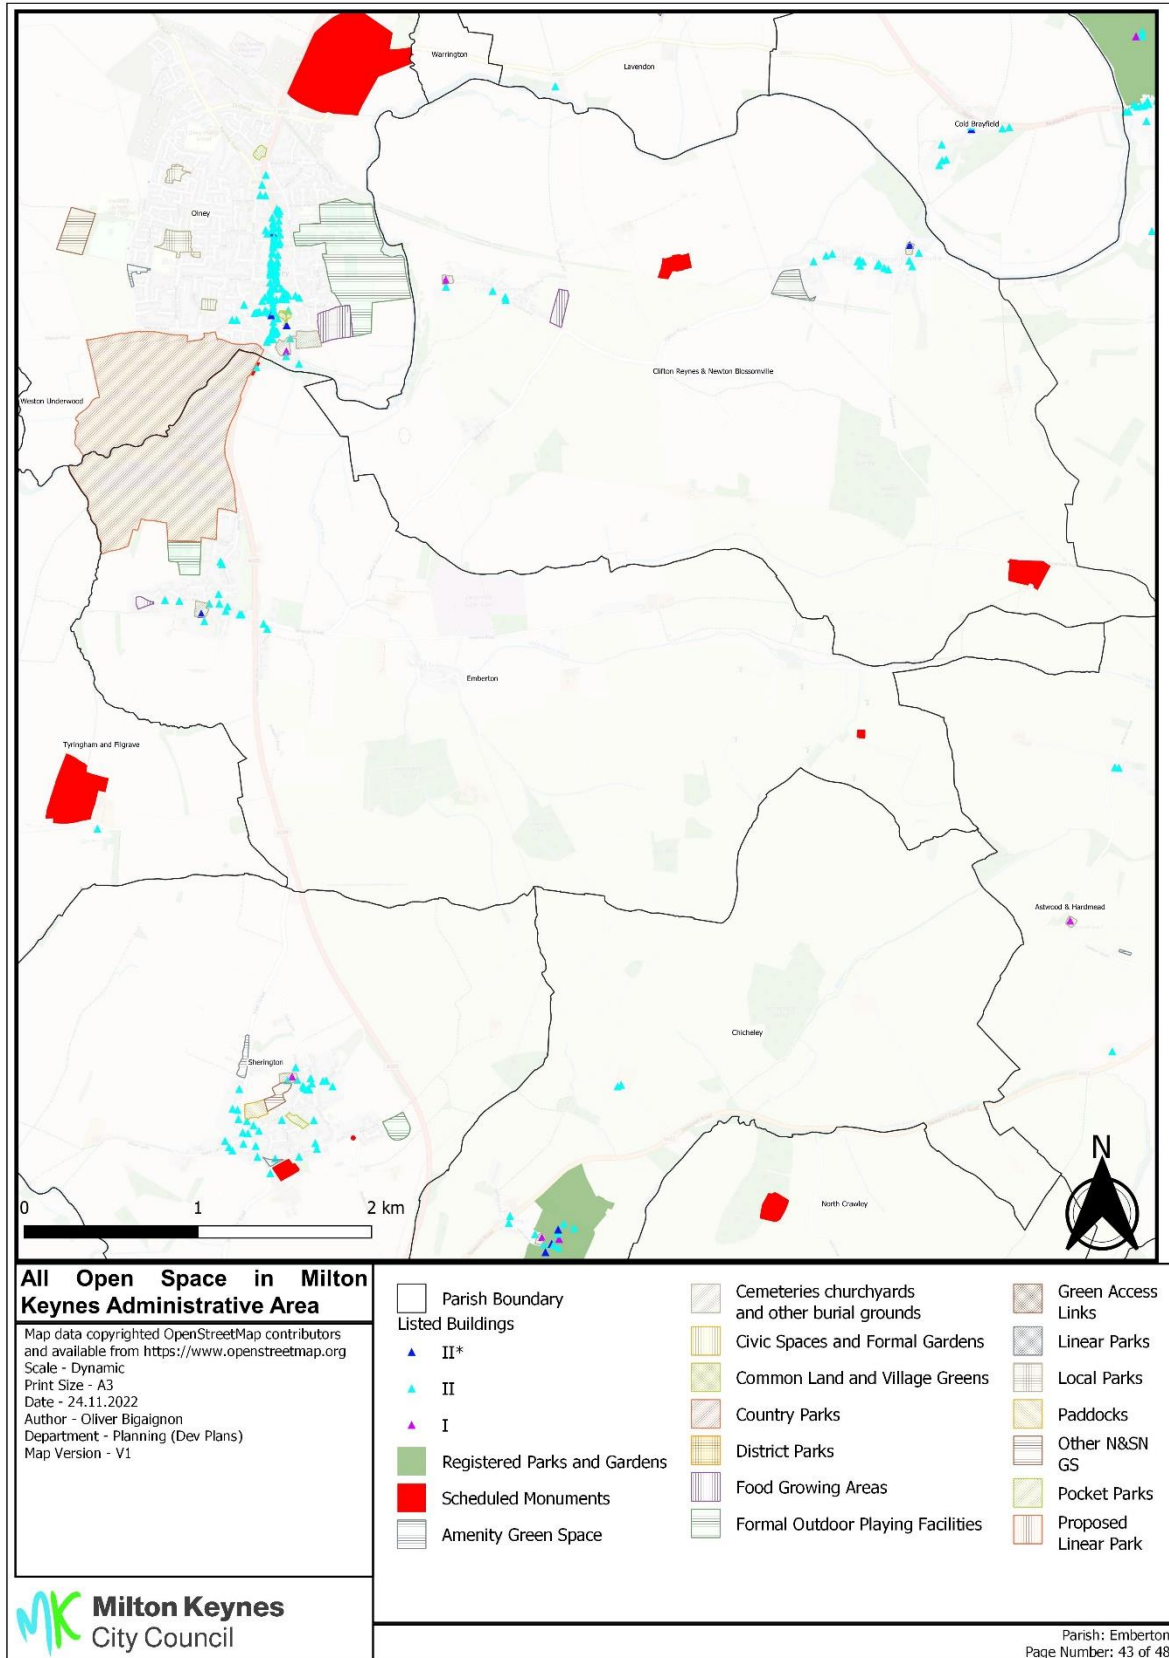 Warrington
Lavendon
Cold Brayfield
Olney
Clifton Reynes & Newton Blossomville
Weston Underwood
Emberton
Tyringham and Filgrave
Astwood & Hardmead
Chicheley
Sherington
North Crawley
N
0 1 2 km
All Open Space in Milton
Keynes Administrative Area
Map data copyrighted OpenStreetMap contributors
and available from https://www.openstreetmap.org
Scale - Dynamic
Print Size - A3
Date - 24.11.2022
Author - Oliver Bigaignon
Department - Planning (Dev Plans)
Map Version - V1
MK Milton Keynes
City Council
Parish Boundary
Listed Buildings
II*
II
I
Registered Parks and Gardens
Scheduled Monuments
Amenity Green Space
Cemeteries churchyards
and other burial grounds
Civic Spaces and Formal Gardens
Common Land and Village Greens
Country Parks
District Parks
Food Growing Areas
Formal Outdoor Playing Facilities
Green Access
Links
Linear Parks
Local Parks
Paddocks
Other N&SN
GS
Pocket Parks
Proposed
Linear Park
Parish: Emberton
Page Number: 43 of 48